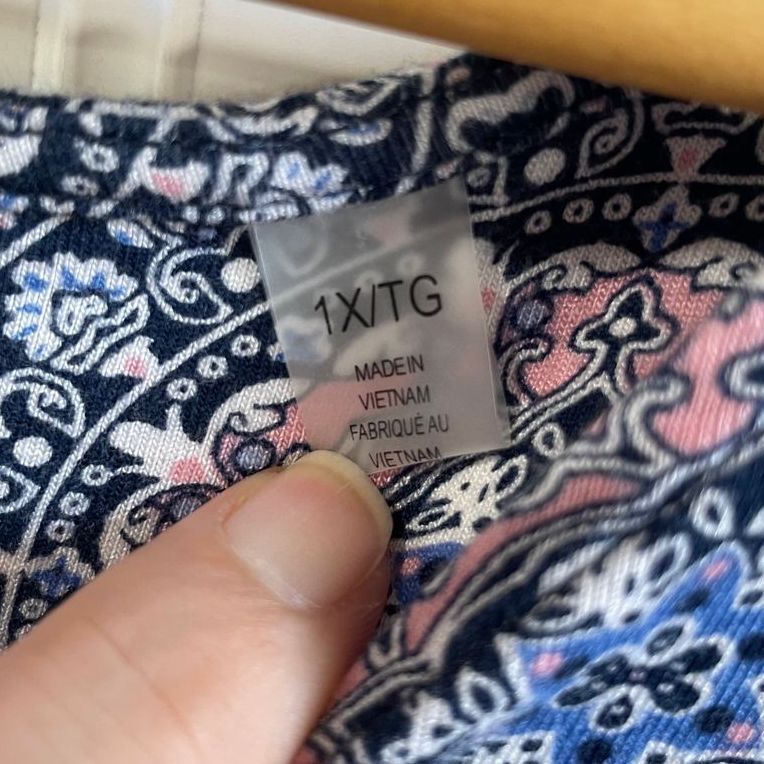 1X/TG
MADE IN
VIETNAM
FABRIQUÉ AU
VIETNAM